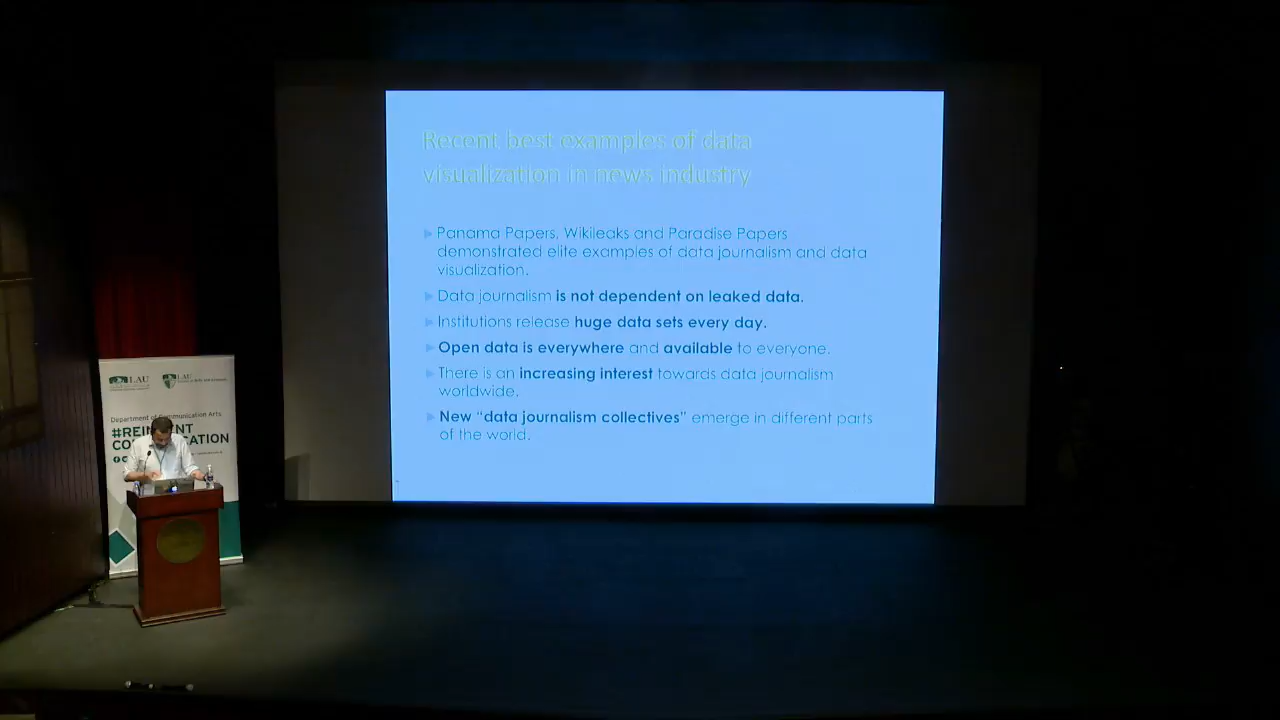 Recent best examples of data
visualization in news industry
Panama Papers, Wikileaks and Paradise Papers
demonstrated elite examples of data journalism and data
visualization.
Data journalism is not dependent on leaked data.
Institutions release huge data sets every day.
Open data is everywhere and available to everyone.
There is an increasing interest towards data journalism
worldwide.
New “data journalism collectives” emerge in different parts
of the world.
LAU
LAU
Department of Communication Arts